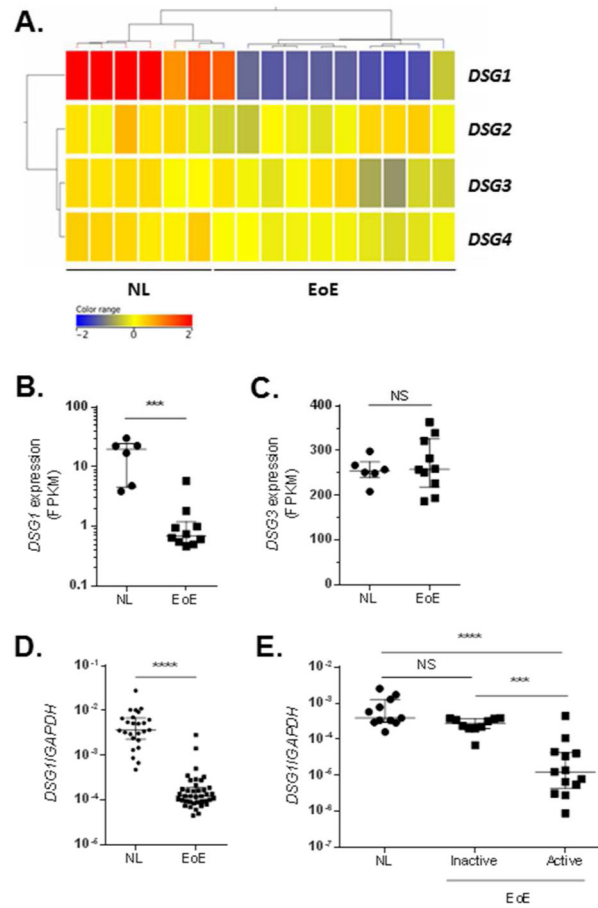 A.
DSG1
DSG2
DSG3
DSG4
NL EoE
Color range
-2 0 2
B.
***
DSG1 expression
(FPKM)
100
10
1
0.1
NL EoE
C.
NS
DSG3 expression
(FPKM)
400
300
200
100
0
NL EoE
D.
****
DSG1/GAPDH
10-1
10-2
10-3
10-4
10-6
NL EoE
E.
****
NS
***
DSG1/GAPDH
10-2
10-3
10-4
10-5
10-6
10-7
NL Inactive Active
EoE